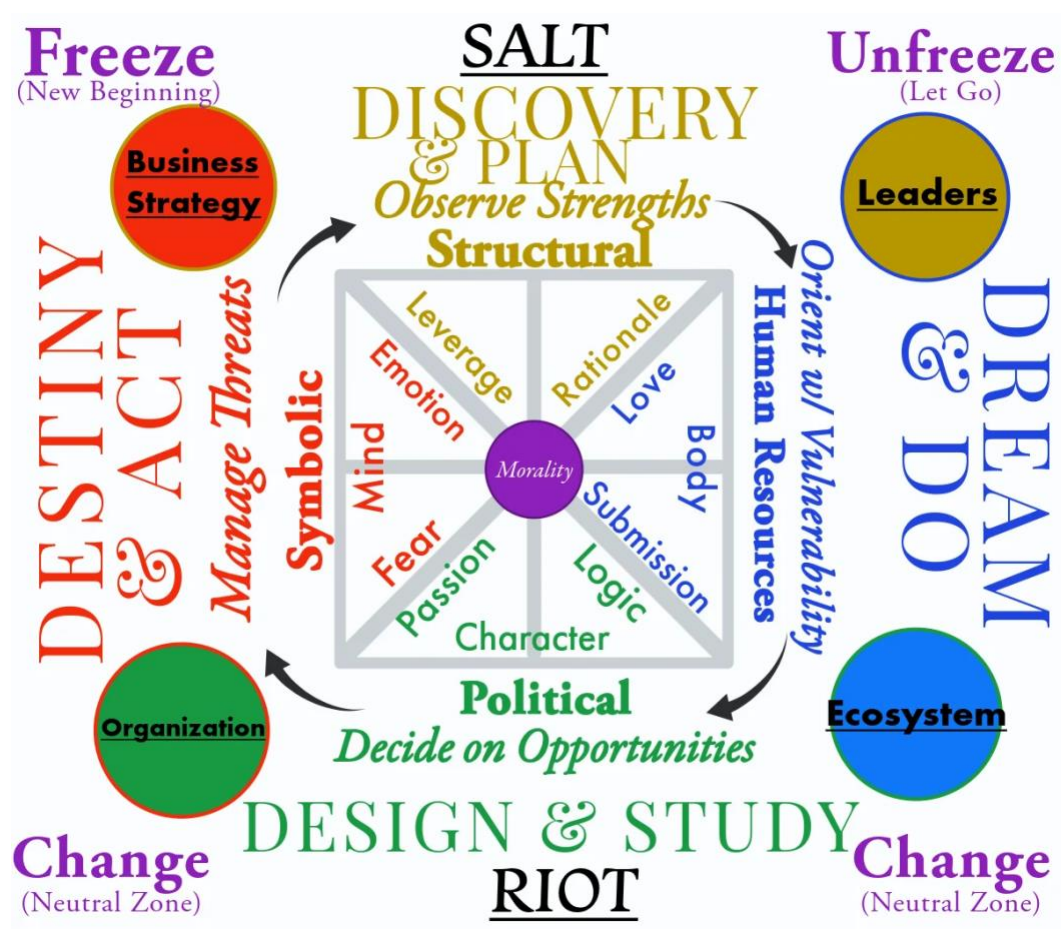 SALT
Freeze
(New Beginning)
Unfreeze
(Let Go)
DISCOVERY
& PLAN
Observe Strengths
Structural
Business
Strategy
Leaders
DESTINY
& ACT
Manage Threats
Symbolic
Leverage
Rationale
Emotion
Love
Mind
Body
Morality
Fear
Submission
Passion
Logic
Character
Human Resources
Orient w/ Vulnerability
DREAM
& DO
Political
Decide on Opportunities
Organization
Ecosystem
DESIGN & STUDY
Change
(Neutral Zone)
RIOT
Change
(Neutral Zone)